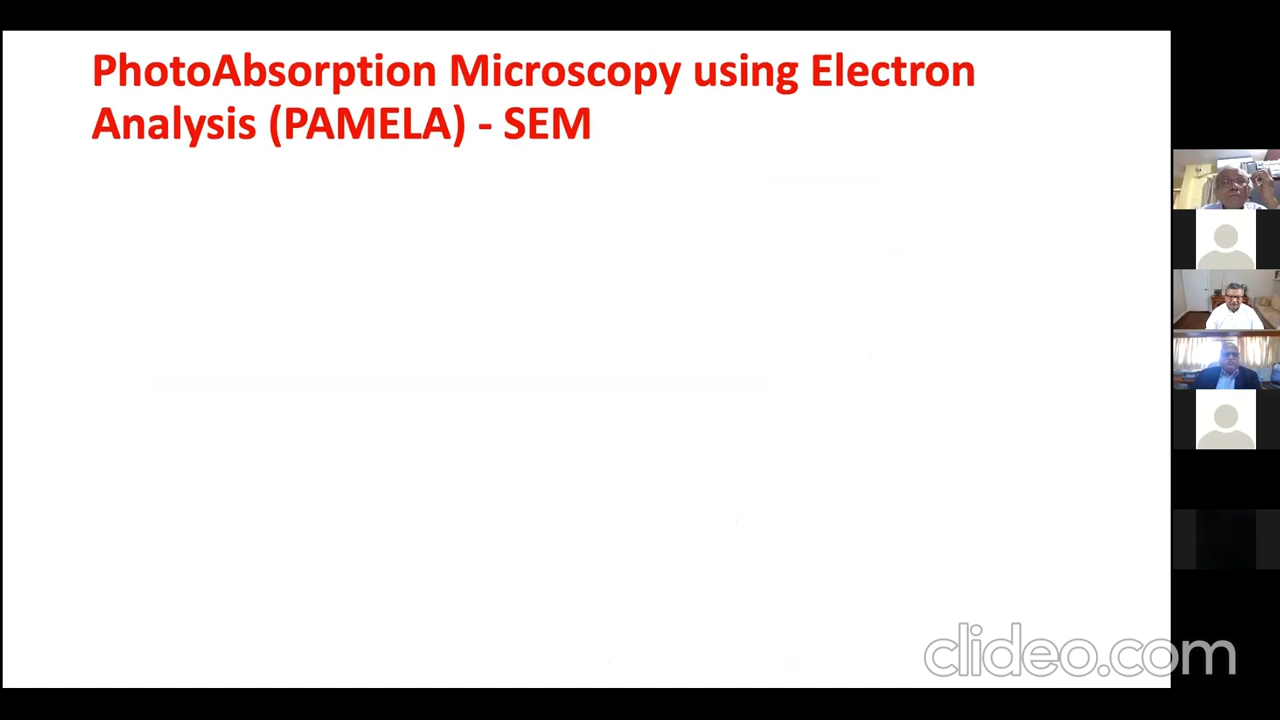 PhotoAbsorption Microscopy using Electron
Analysis (PAMELA) - SEM
clideo.com